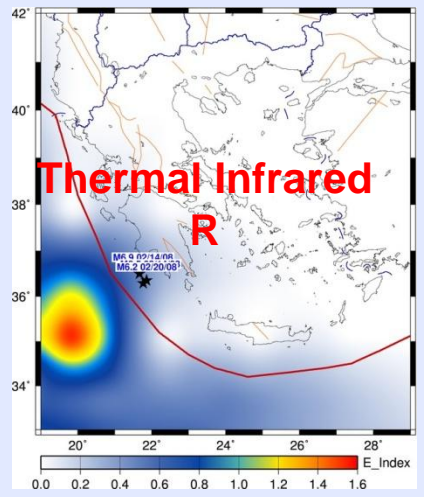 42˚
40˚
Thermal Infrared
38˚
R
M6.9 02/14/08
M6.2 02/20/08
36˚
34˚
20˚ 22˚ 24˚ 26˚ 28˚
E_Index
0.0 0.2 0.4 0.6 0.8 1.0 1.2 1.4 1.6